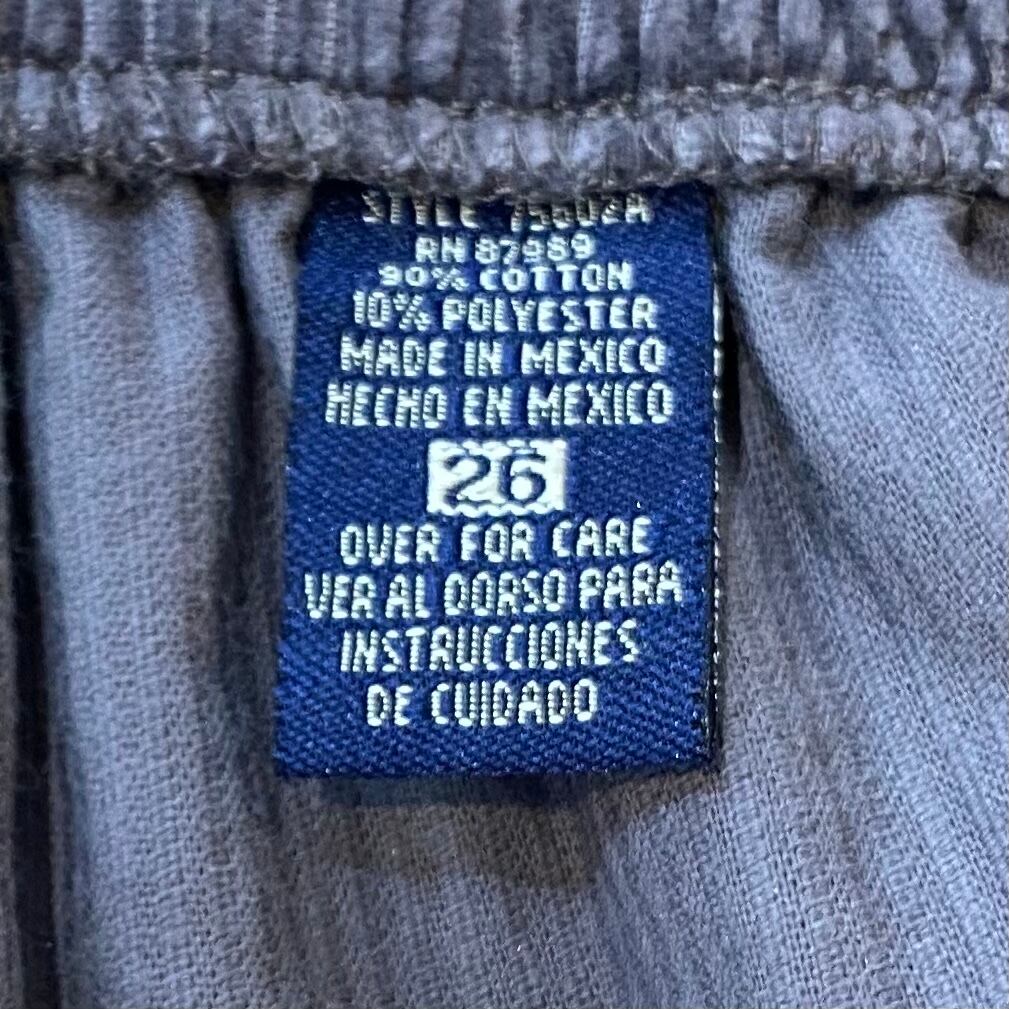 STYLE
RN 87989
90% COTTON
10% POLYESTER
MADE IN MEXICO
HECHO EN MEXICO
26
OVER FOR CARE
VER AL DORSO PARA
INSTRUCCIONES
DE CUIDADO